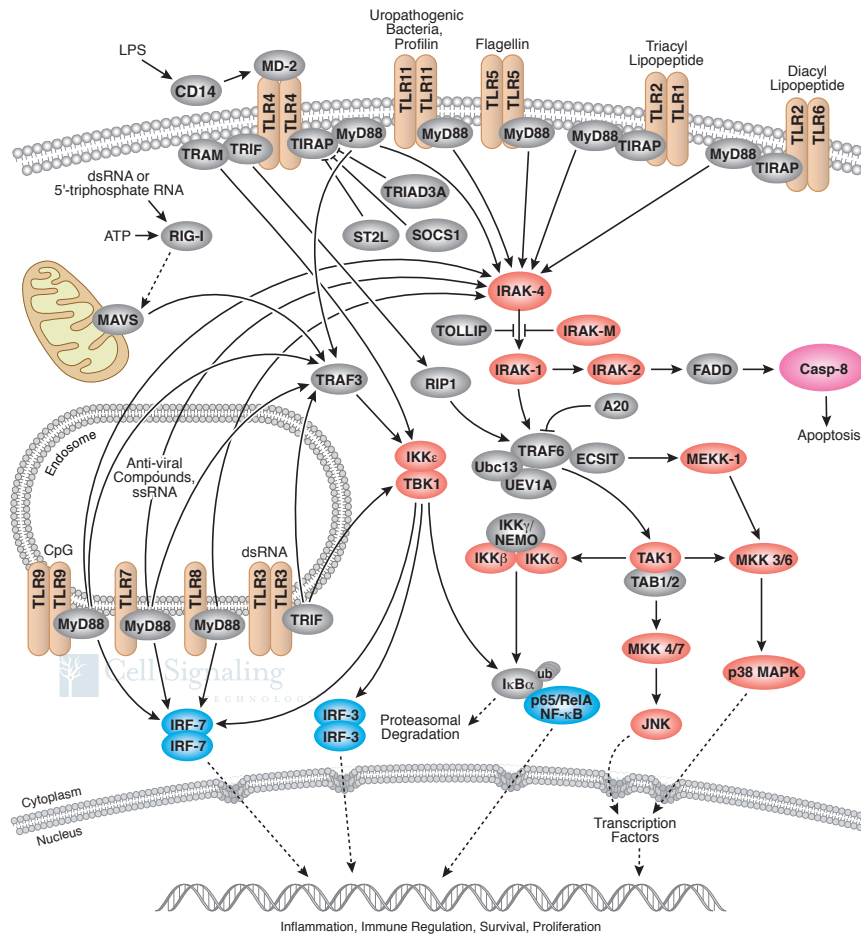 Uropathogenic
Bacteria,
Profilin
Flagellin
Triacyl
Lipopeptide
Diacyl
Lipopeptide
LPS
CD14
MD-2
TLR4
TLR4
TLR11
TLR11
TLR5
TLR5
TLR2
TLR1
TLR2
TLR6
TRAM
TRIF
TIRAP
MyD88
MyD88
MyD88
MyD88
TIRAP
MyD88
TIRAP
dsRNA or
5'-triphosphate RNA
ATP
RIG-I
TRIAD3A
ST2L
SOCS1
MAVS
IRAK-4
TOLLIP
IRAK-M
TRAF3
RIP1
IRAK-1
IRAK-2
FADD
Casp-8
A20
Apoptosis
Endosome
Anti-viral
Compounds,
ssRNA
IKKε
TBK1
TRAF6
Ubc13
UEV1A
ECSIT
MEKK-1
IKKγ/
NEMO
IKKβ
IKKα
TAK1
TAB1/2
MKK 3/6
CpG
dsRNA
TLR9
TLR9
TLR7
TLR8
TLR3
TLR3
MyD88
MyD88
MyD88
TRIF
MKK 4/7
p38 MAPK
Cell Signaling
TECHNOLOGY
IκBα
ub
p65/RelA
NF-κB
IRF-7
IRF-7
IRF-3
IRF-3
Proteasomal
Degradation
JNK
Cytoplasm
Nucleus
Transcription
Factors
Inflammation, Immune Regulation, Survival, Proliferation